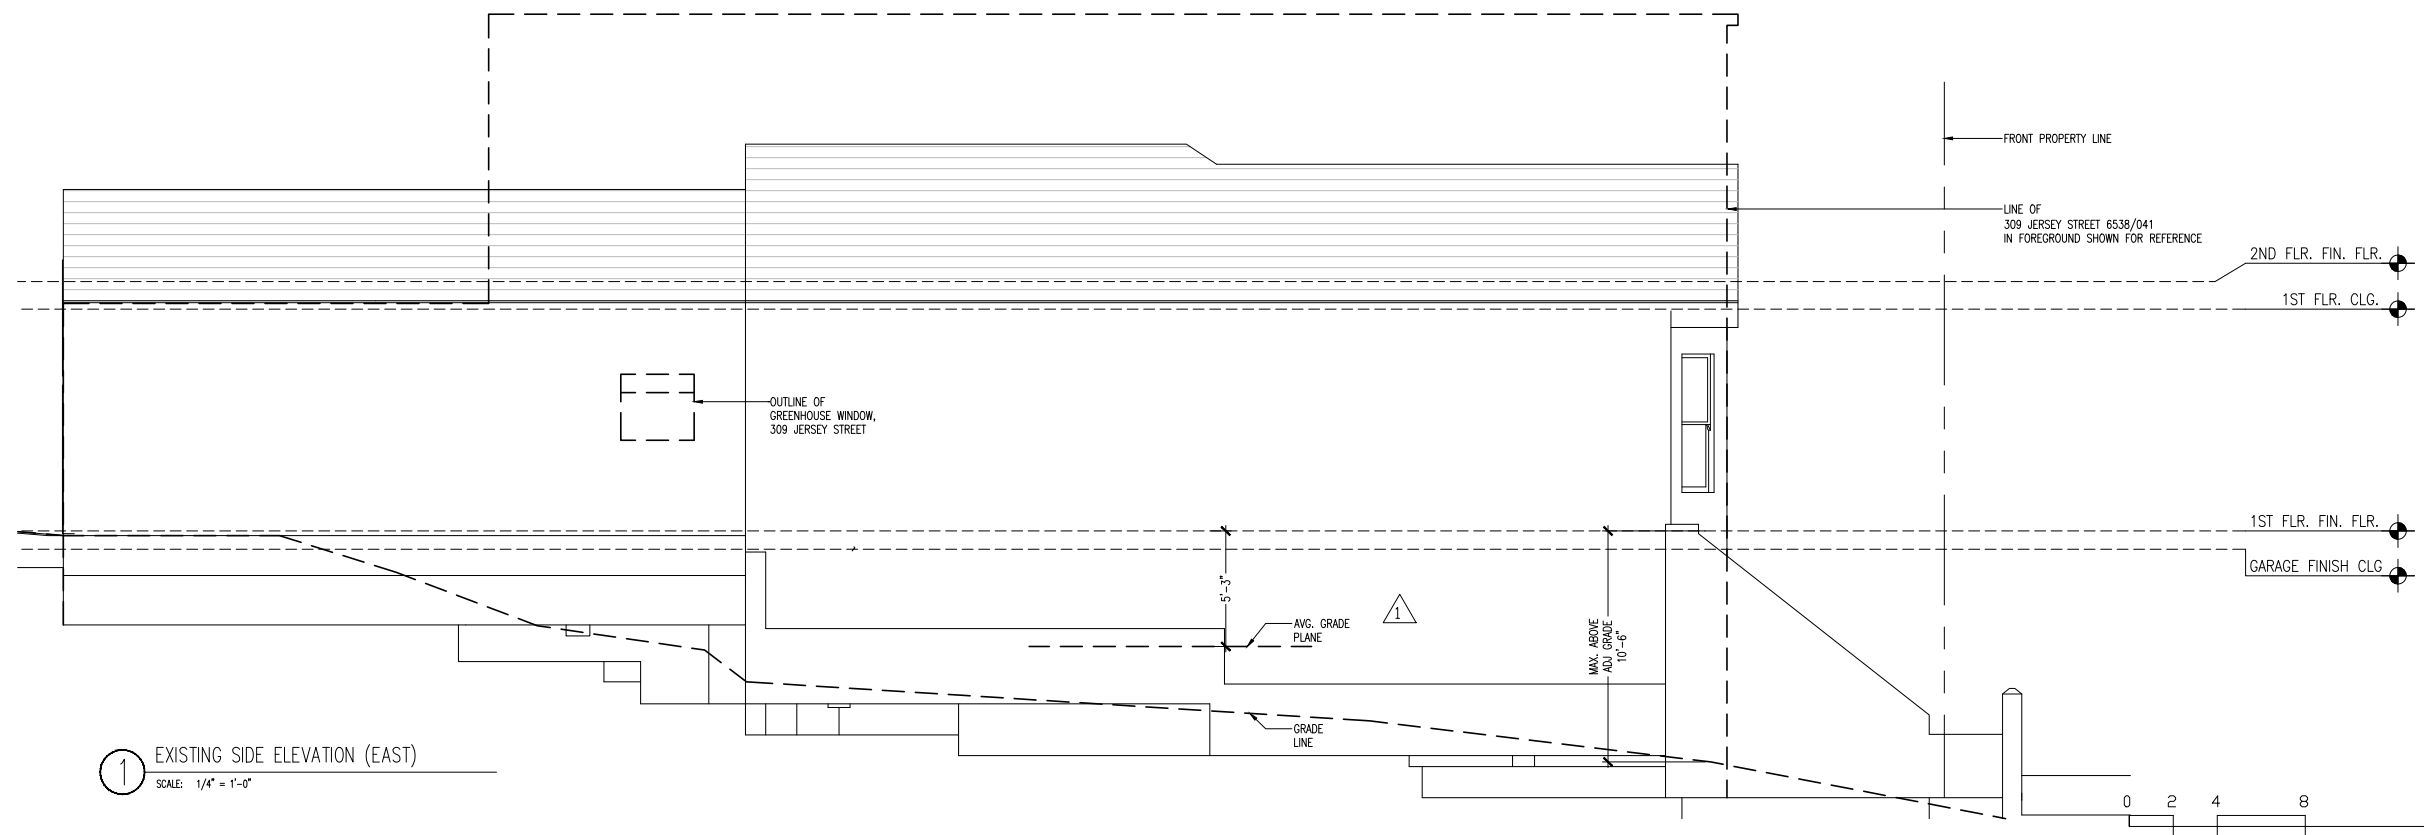 FRONT PROPERTY LINE
LINE OF
309 JERSEY STREET 6538/041
IN FOREGROUND SHOWN FOR REFERENCE
2ND FLR. FIN. FLR.
1ST FLR. CLG.
OUTLINE OF
GREENHOUSE WINDOW,
309 JERSEY STREET
1ST FLR. FIN. FLR.
GARAGE FINISH CLG
5'-3"
AVG. GRADE
PLANE
1
MAX. ABOVE
ADJ GRADE
10'-6"
GRADE
LINE
1
EXISTING SIDE ELEVATION (EAST)
SCALE: 1/4" = 1'-0"
0 2 4 8